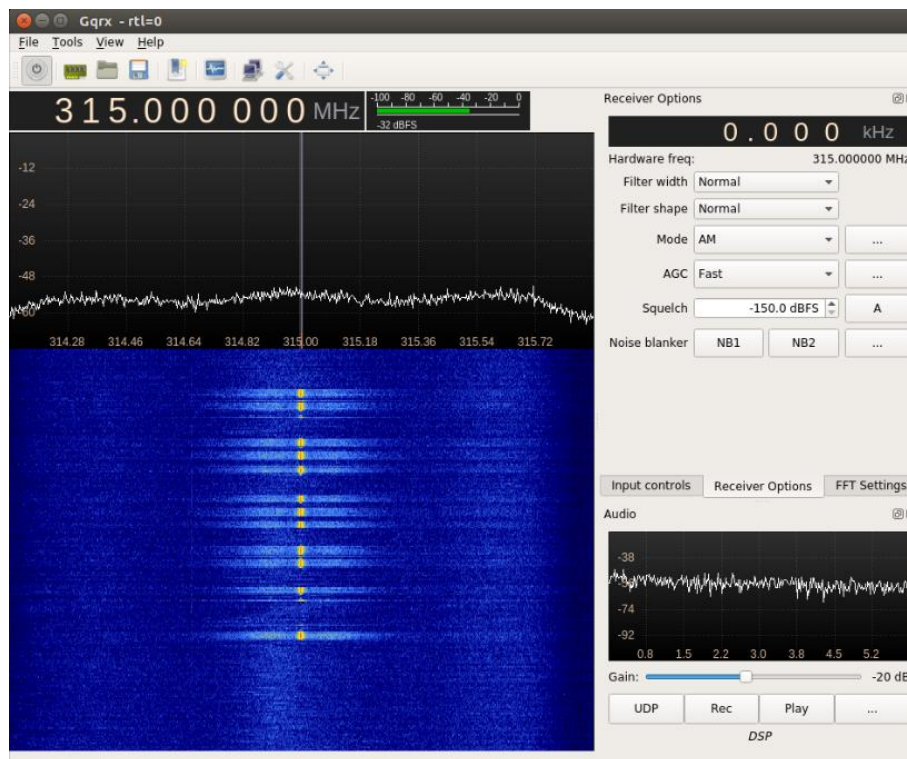 Gqrx - rtl=0
File Tools View Help
315.000 000 MHz
-100 -80 -60 -40 -20 0
-32 dBFS
-12
-24
-36
-48
-60
314.28 314.46 314.64 314.82 315.00 315.18 315.36 315.54 315.72
Receiver Options
0.000 kHz
Hardware freq: 315.000000 MHz
Filter width Normal
Filter shape Normal
Mode AM ...
AGC Fast ...
Squelch -150.0 dBFS A
Noise blanker NB1 NB2 ...
Input controls Receiver Options FFT Settings
Audio
-38
-74
-92
0.8 1.5 2.2 3.0 3.8 4.5 5.2
Gain: -20 dB
UDP Rec Play ...
DSP